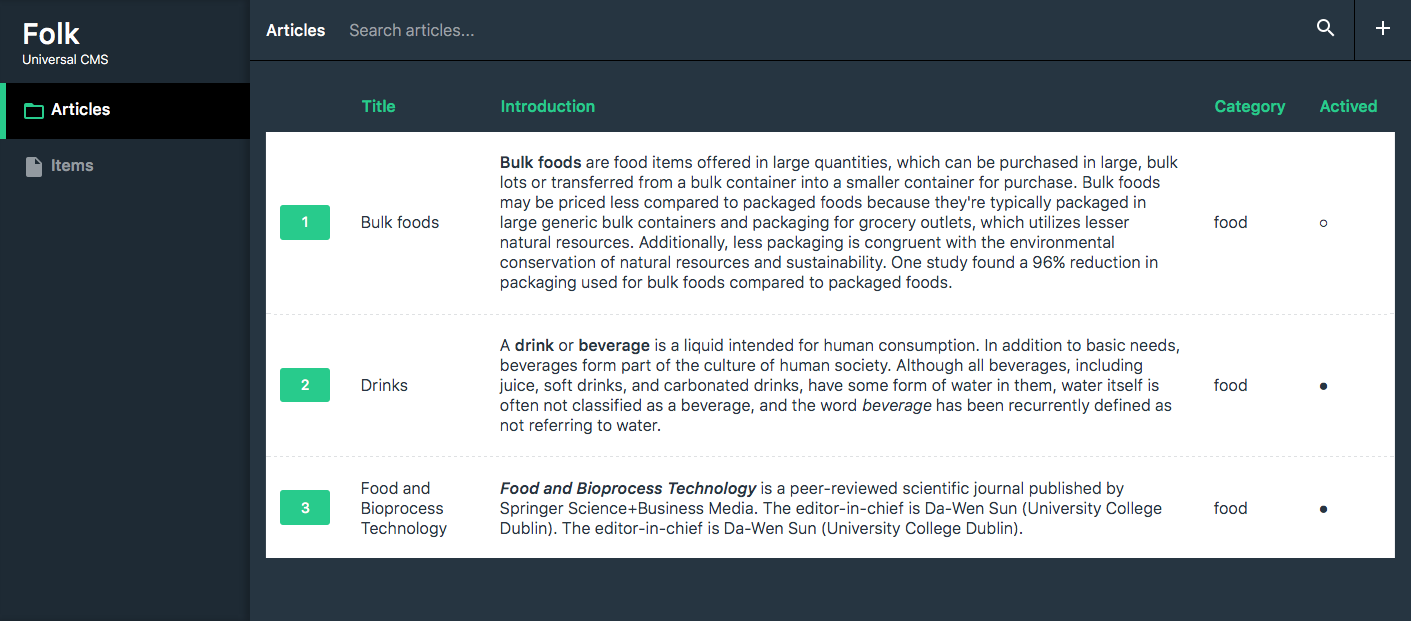 Folk
Universal CMS
Articles
Items
Articles Search articles...
Title Introduction Category Actived
1
Bulk foods
Bulk foods are food items offered in large quantities, which can be purchased in large, bulk
lots or transferred from a bulk container into a smaller container for purchase. Bulk foods
may be priced less compared to packaged foods because they're typically packaged in
large generic bulk containers and packaging for grocery outlets, which utilizes lesser
natural resources. Additionally, less packaging is congruent with the environmental
conservation of natural resources and sustainability. One study found a 96% reduction in
packaging used for bulk foods compared to packaged foods.
food
2
Drinks
A drink or beverage is a liquid intended for human consumption. In addition to basic needs,
beverages form part of the culture of human society. Although all beverages, including
juice, soft drinks, and carbonated drinks, have some form of water in them, water itself is
often not classified as a beverage, and the word beverage has been recurrently defined as
not referring to water.
food
3
Food and
Bioprocess
Technology
Food and Bioprocess Technology is a peer-reviewed scientific journal published by
Springer Science+Business Media. The editor-in-chief is Da-Wen Sun (University College
Dublin). The editor-in-chief is Da-Wen Sun (University College Dublin).
food